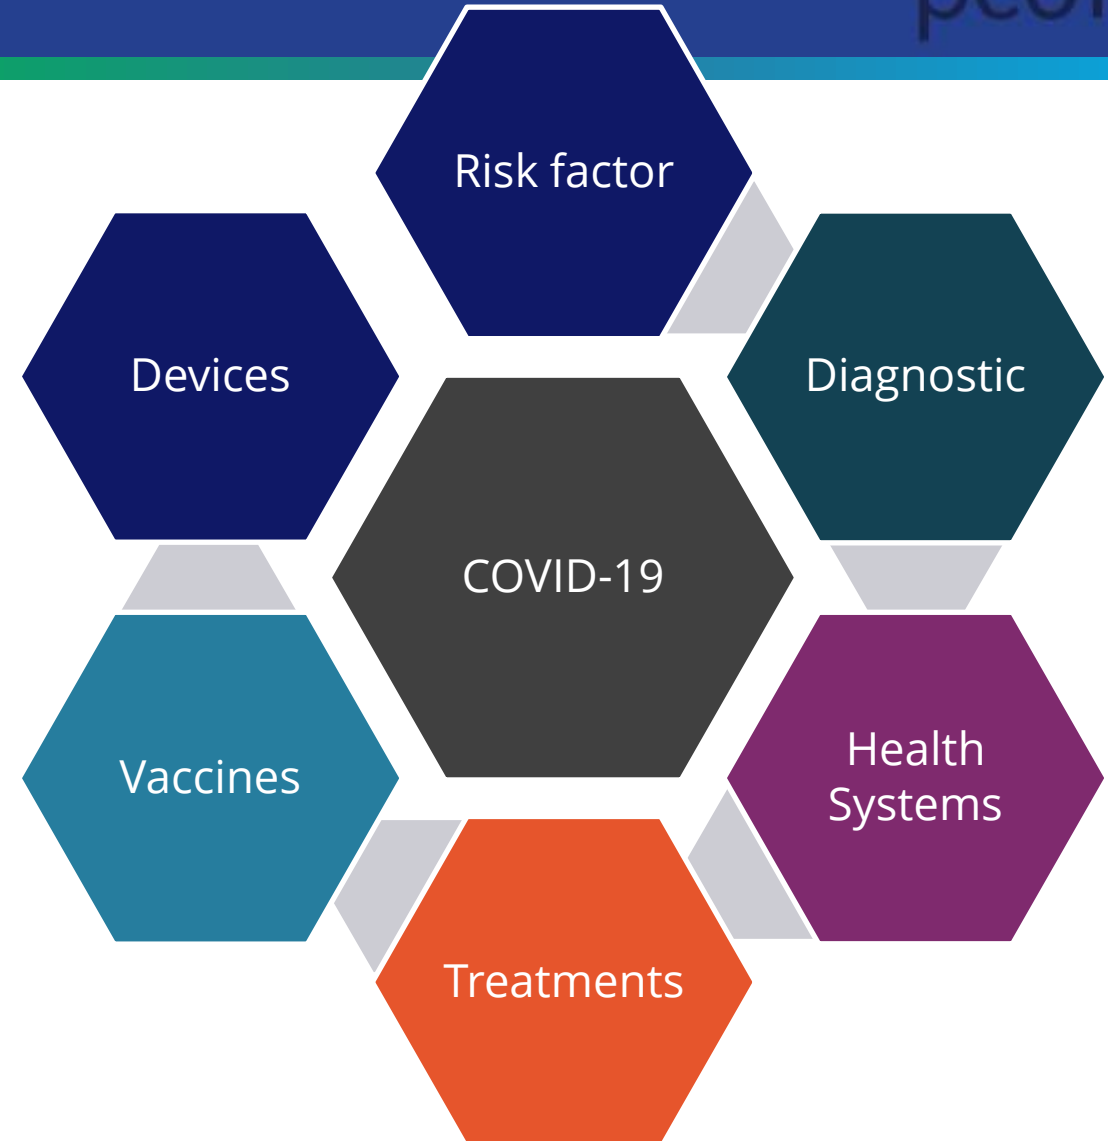 Risk factor
Devices
Diagnostic
COVID-19
Vaccines
Health
Systems
Treatments